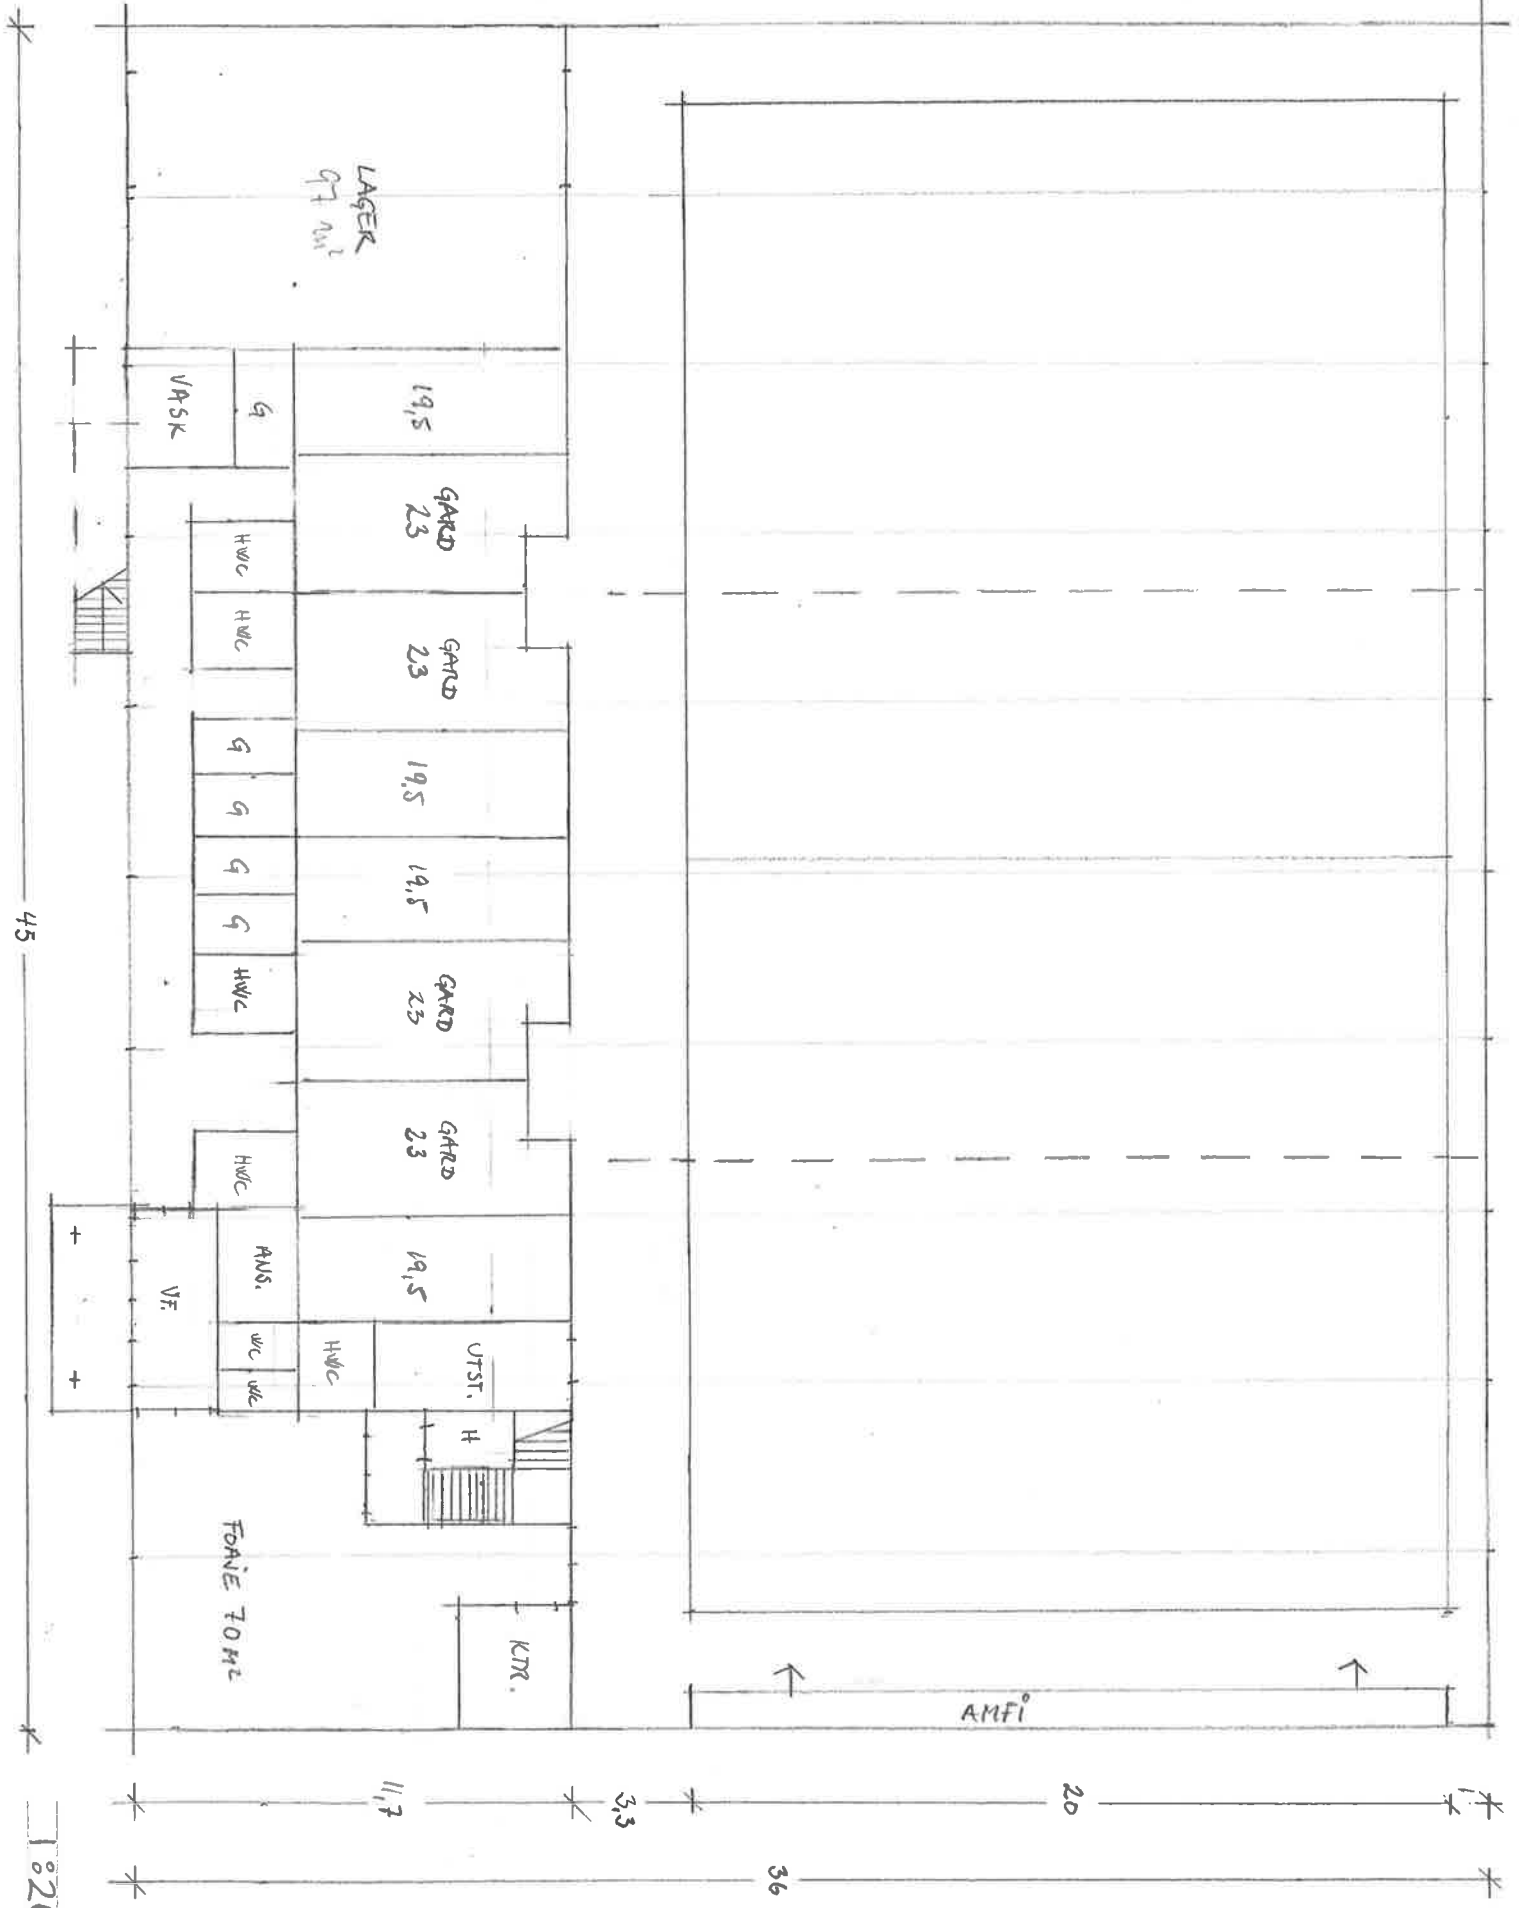 LAGER
97 m²
VASK
G
19,5
GARD
23
HWC
HWC
GARD
23
G
G
19,5
G
G
19,5
HWC
GARD
23
HWC
GARD
23
ANS.
VF.
19,5
WC
WC
HWC
UTST.
H
FOAJE 70 M²
KTR.
AMFI
45
11,7
3,3
20
1
36